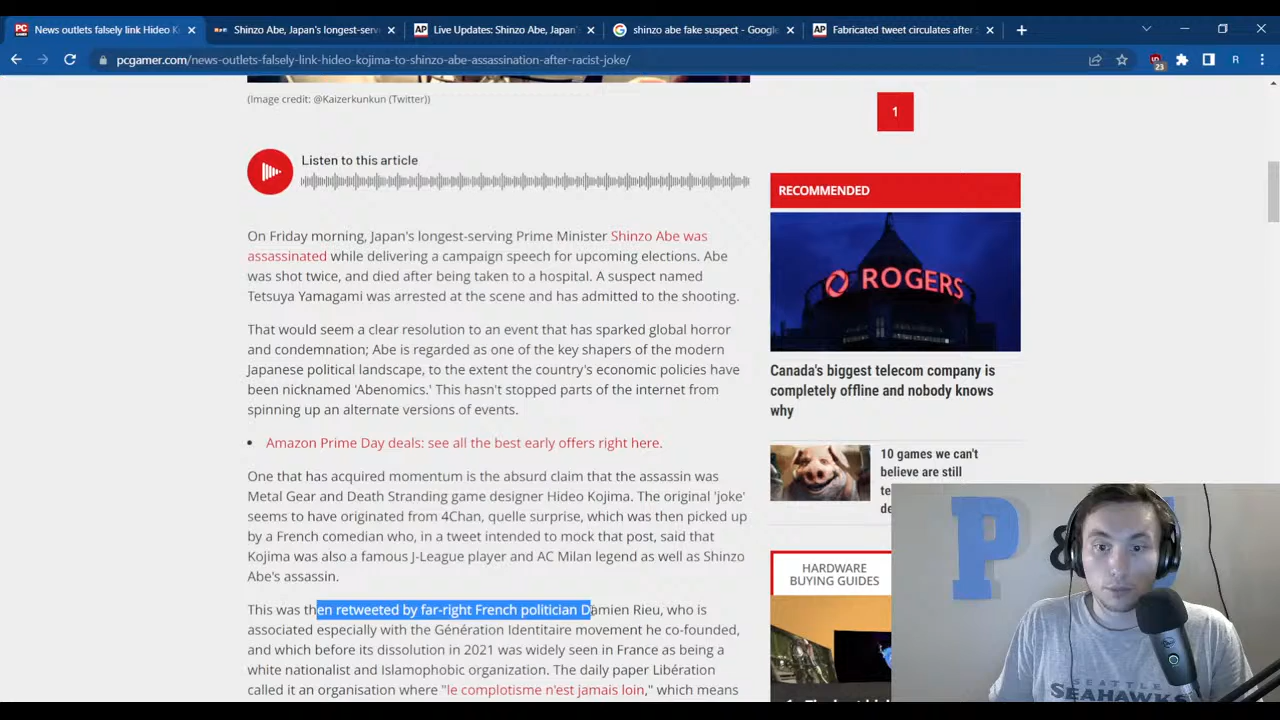 News outlets falsely link Hideo K
Shinzo Abe, Japan's longest-serv
Live Updates: Shinzo Abe, Japan's
shinzo abe fake suspect - Google
Fabricated tweet circulates after
pcgamer.com/news-outlets-falsely-link-hideo-kojima-to-shinzo-abe-assassination-after-racist-joke/
23
R
(Image credit: @Kaizerkunkun (Twitter))
1
Listen to this article
On Friday morning, Japan's longest-serving Prime Minister Shinzo Abe was
assassinated while delivering a campaign speech for upcoming elections. Abe
was shot twice, and died after being taken to a hospital. A suspect named
Tetsuya Yamagami was arrested at the scene and has admitted to the shooting.
That would seem a clear resolution to an event that has sparked global horror
and condemnation; Abe is regarded as one of the key shapers of the modern
Japanese political landscape, to the extent the country's economic policies have
been nicknamed 'Abenomics.' This hasn't stopped parts of the internet from
spinning up an alternate versions of events.
Amazon Prime Day deals: see all the best early offers right here.
One that has acquired momentum is the absurd claim that the assassin was
Metal Gear and Death Stranding game designer Hideo Kojima. The original 'joke'
seems to have originated from 4Chan, quelle surprise, which was then picked up
by a French comedian who, in a tweet intended to mock that post, said that
Kojima was also a famous J-League player and AC Milan legend as well as Shinzo
Abe's assassin.
This was then retweeted by far-right French politician Damien Rieu, who is
associated especially with the Génération Identitaire movement he co-founded,
and which before its dissolution in 2021 was widely seen in France as being a
white nationalist and Islamophobic organization. The daily paper Libération
called it an organisation where "le complotisme n'est jamais loin," which means
RECOMMENDED
ROGERS
Canada's biggest telecom company is
completely offline and nobody knows
why
10 games we can't
believe are still
te
de
HARDWARE
BUYING GUIDES
P &
SEATTLE
SEAHAWKS